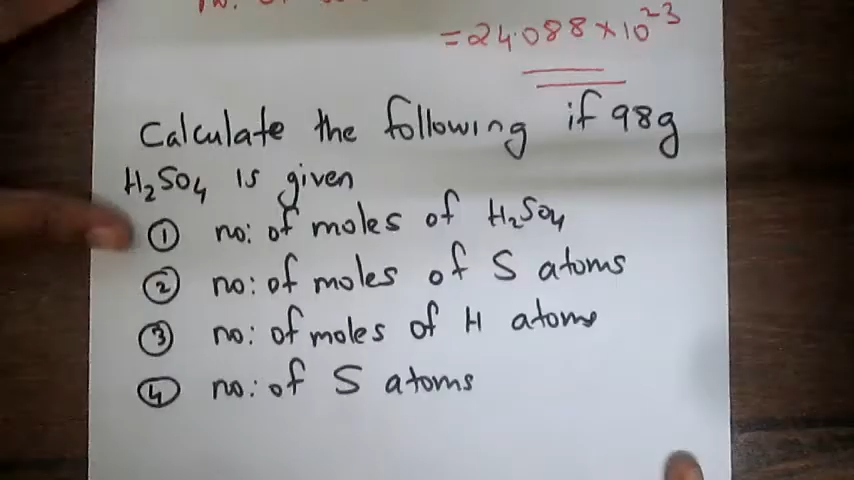 = 24.088 × 10²³
Calculate the following if 98g
H₂SO₄ is given
① no: of moles of H₂SO₄
② no: of moles of S atoms
③ no: of moles of H atoms
④ no: of S atoms